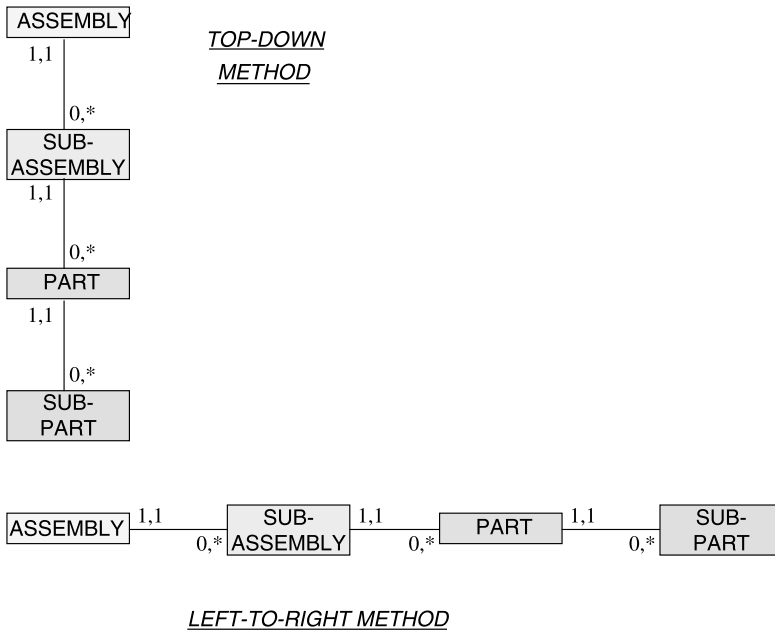 ASSEMBLY
TOP-DOWN
METHOD
1,1
0,*
SUB-
ASSEMBLY
1,1
0,*
PART
1,1
0,*
SUB-
PART
ASSEMBLY
1,1
0,*
SUB-
ASSEMBLY
1,1
0,*
PART
1,1
0,*
SUB-
PART
LEFT-TO-RIGHT METHOD